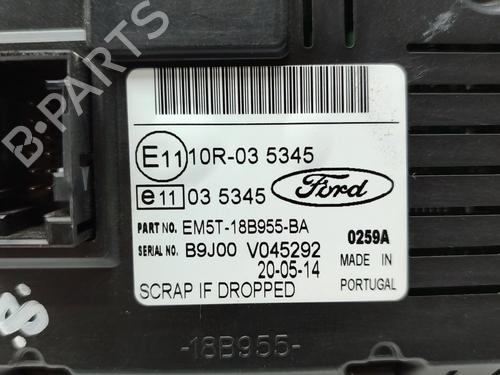 B-PARTS
E11 10R-03 5345
e11 03 5345
Ford
PART NO. EM5T-18B955-BA
SERIAL NO. B9J00 V045292
0259A
20-05-14
MADE IN
PORTUGAL
SCRAP IF DROPPED
-18B955-